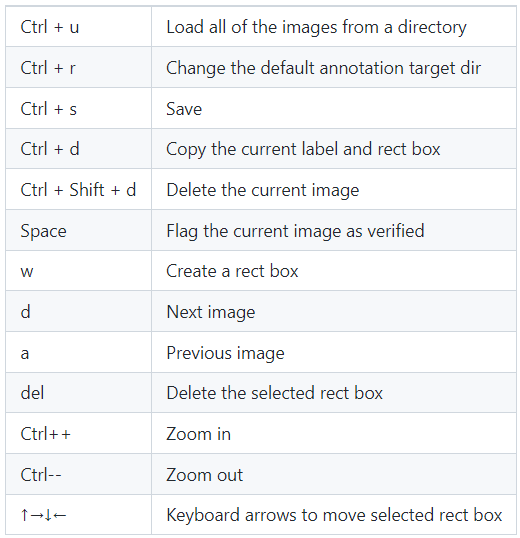 Ctrl + u Load all of the images from a directory
Ctrl + r Change the default annotation target dir
Ctrl + s Save
Ctrl + d Copy the current label and rect box
Ctrl + Shift + d Delete the current image
Space Flag the current image as verified
w Create a rect box
d Next image
a Previous image
del Delete the selected rect box
Ctrl++ Zoom in
Ctrl-- Zoom out
↑→↓← Keyboard arrows to move selected rect box